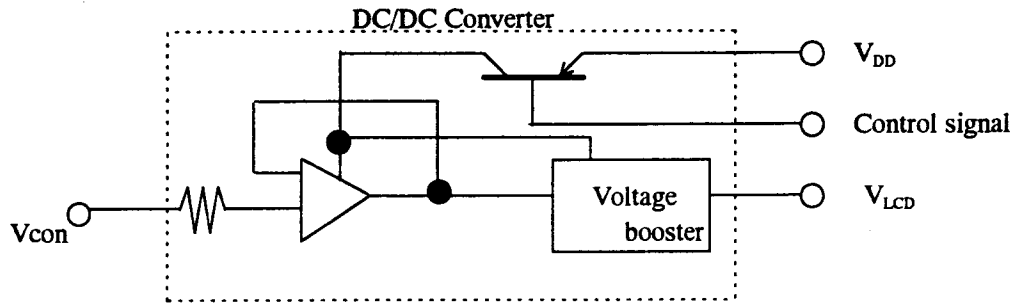 DC/DC Converter
V_DD
Control signal
Voltage
booster
V_LCD
Vcon